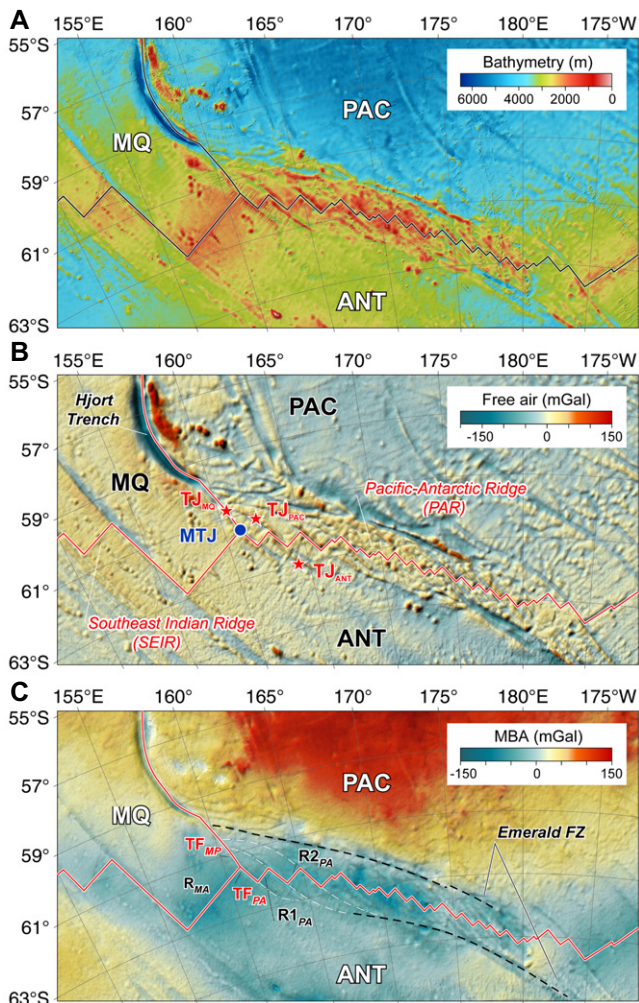 A
155°E
160
165
170
175
180
175°W
55°S
57°
59°
61°
63°S
Bathymetry (m)
6000 4000 2000 0
PAC
MQ
ANT
B
155°E
160
165
170
175
180
175°W
55°S
57°
59°
61°
63°S
Free air (mGal)
-150 0 150
Hjort
Trench
PAC
MQ
Pacific-Antarctic Ridge
(PAR)
TJMQ
TJPAC
MTJ
TJANT
Southeast Indian Ridge
(SEIR)
ANT
C
155°E
160
165
170
175
180
175°W
55°S
57°
59°
61°
63°S
MBA (mGal)
-150 0 150
PAC
MQ
Emerald FZ
TFMP
R2PA
RMA
TFPA
R1PA
ANT